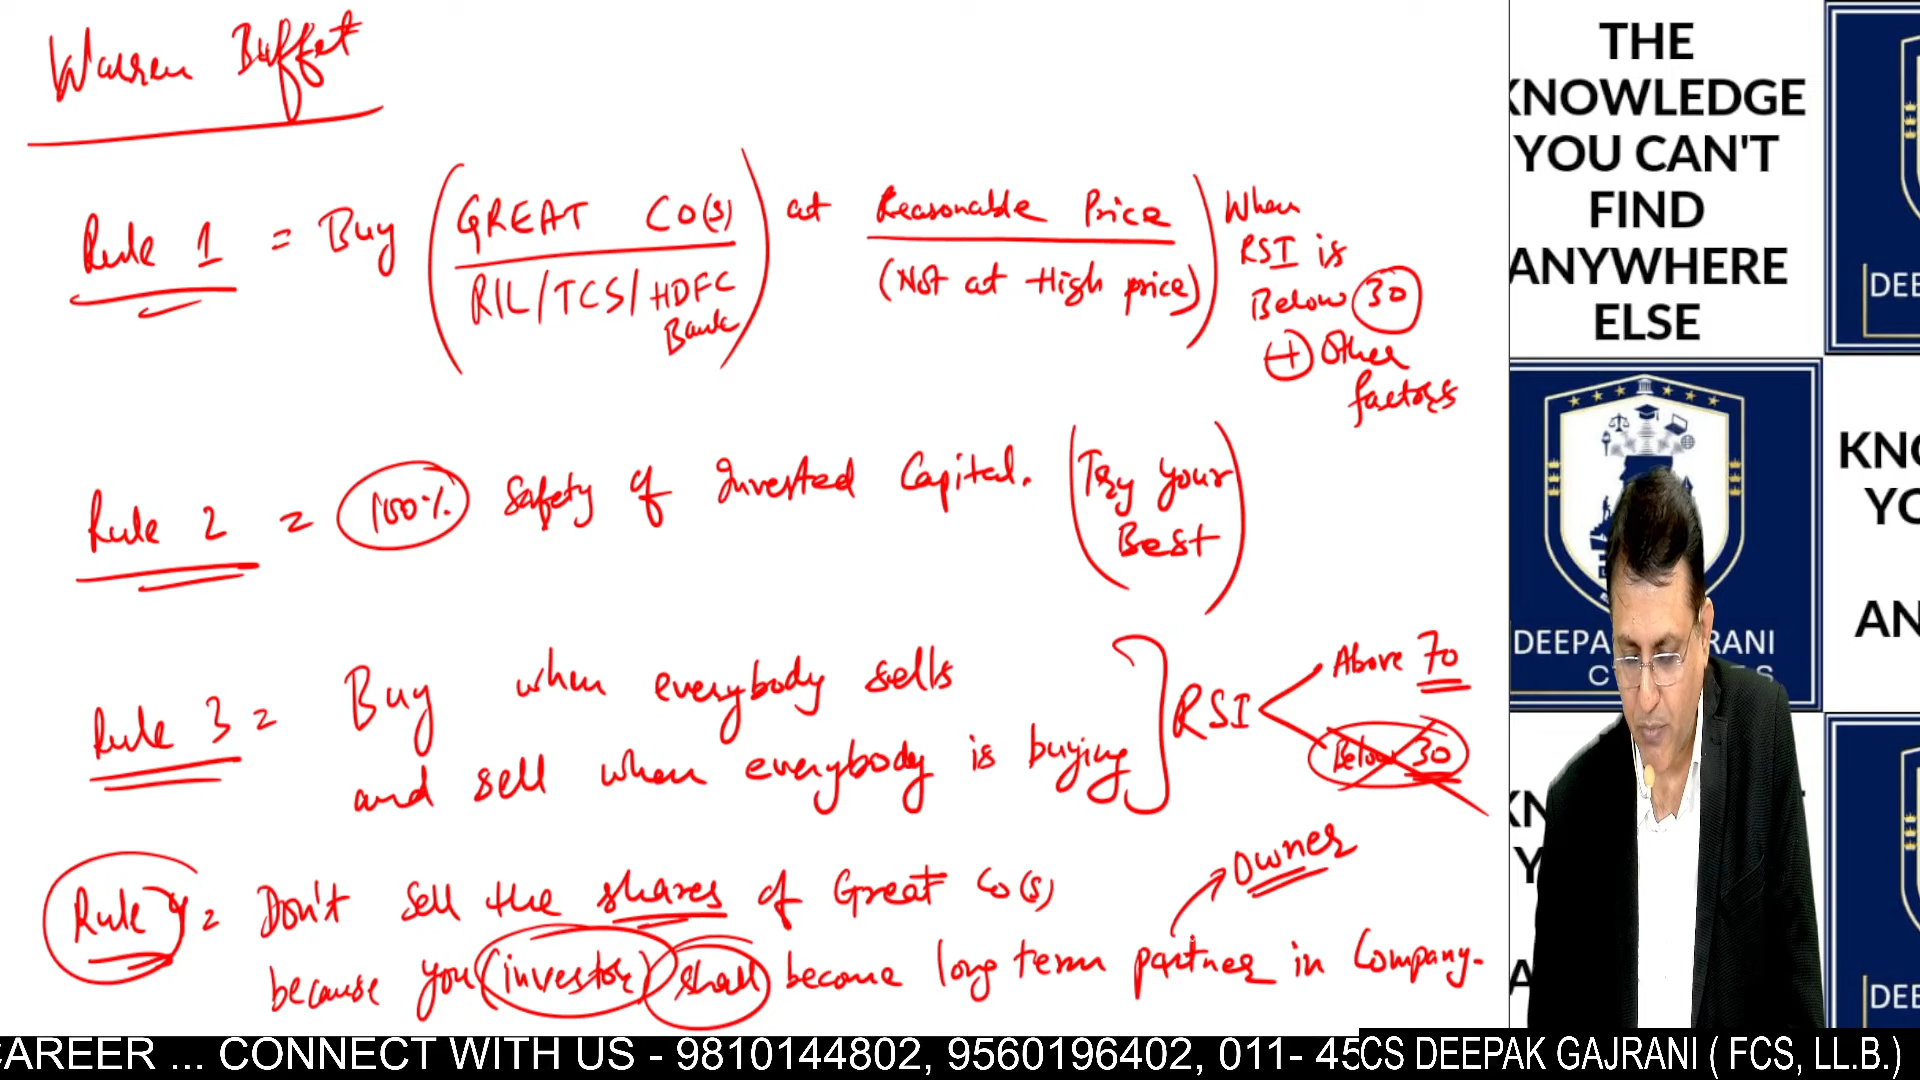 Warren Buffet
Rule 1 = Buy (GREAT CO(s) at Reasonable Price) When
RIL/TCS/HDFC Bank (Not at High price) RSI is
Below 30
+ Other
factors
Rule 2 = 100% Safety of Invested Capital. (Try your
Best)
Rule 3 = Buy when everybody sells
and sell when everybody is buying
RSI
Above 70
Below 30
Rule 4 = Don't sell the shares of Great Co(s)
Owner
because you (investor) shall become long term partner in Company.
THE
KNOWLEDGE
YOU CAN'T
FIND
ANYWHERE
ELSE
DEE
KNO
YO
AN
DEEPA JRANI
C S
KN
Y
A
DEE
CAREER ... CONNECT WITH US - 9810144802, 9560196402, 011- 45
CS DEEPAK GAJRANI ( FCS, LL.B.)